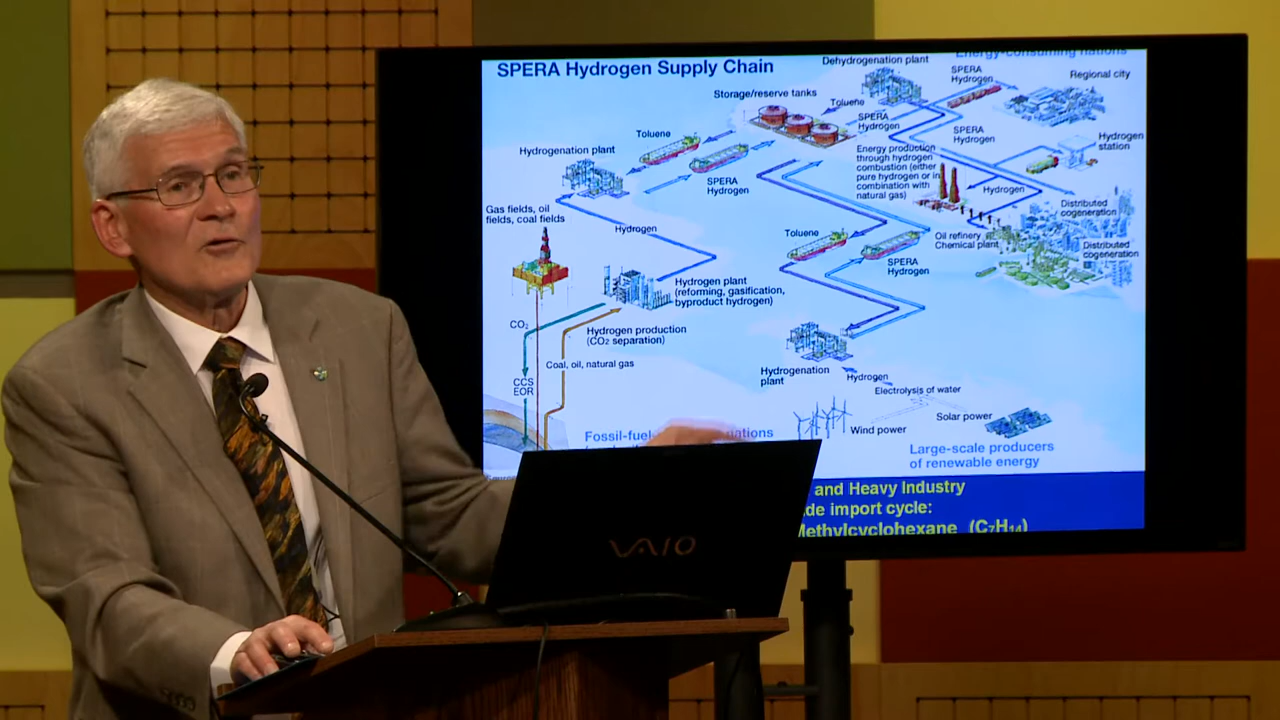 SPERA Hydrogen Supply Chain
Energy-consuming nations
Dehydrogenation plant
SPERA
Hydrogen
Regional city
Storage/reserve tanks
Toluene
SPERA
Hydrogen
SPERA
Hydrogen
Hydrogen
station
Toluene
Hydrogenation plant
SPERA
Hydrogen
Energy production
through hydrogen
combustion (either
pure hydrogen or in
combination with
natural gas)
Hydrogen
Distributed
cogeneration
Gas fields, oil
fields, coal fields
Hydrogen
Toluene
SPERA
Hydrogen
Oil refinery
Chemical plant
Distributed
cogeneration
Hydrogen plant
(reforming, gasification,
byproduct hydrogen)
CO₂
Hydrogen production
(CO₂ separation)
Coal, oil, natural gas
CCS
EOR
Hydrogenation
plant
Hydrogen
Electrolysis of water
Wind power
Solar power
Fossil-fuel
Large-scale producers
of renewable energy
and Heavy Industry
import cycle:
Methylcyclohexane (C₇H₁₄)
VAIO